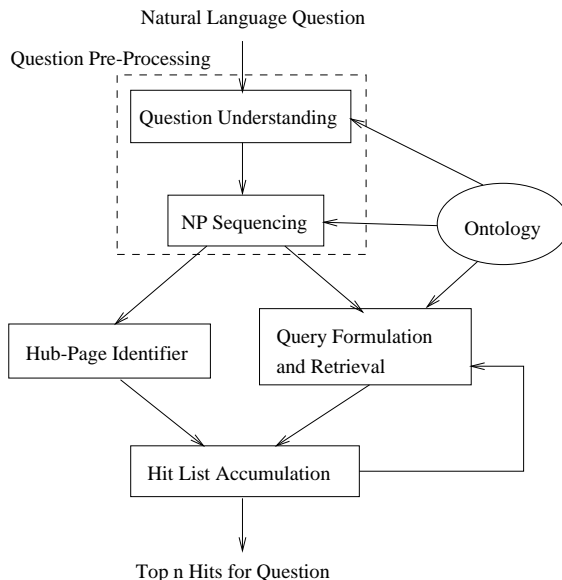 Natural Language Question
Question Pre-Processing
Question Understanding
NP Sequencing
Ontology
Hub-Page Identifier
Query Formulation
and Retrieval
Hit List Accumulation
Top n Hits for Question